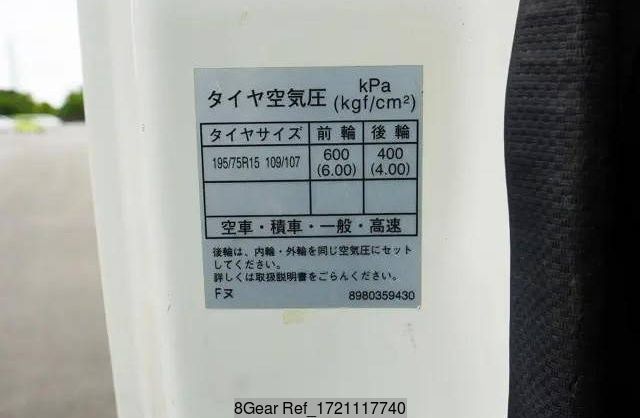 タイヤ空気圧 kPa (kgf/cm²)
タイヤサイズ 前輪 後輪
195/75R15 109/107 600 (6.00) 400 (4.00)
空車・積車・一般・高速
後輪は、内輪・外輪を同じ空気圧にセット
してください。
詳しくは取扱説明書をごらんください。
Fヌ 8980359430
8Gear Ref_1721117740